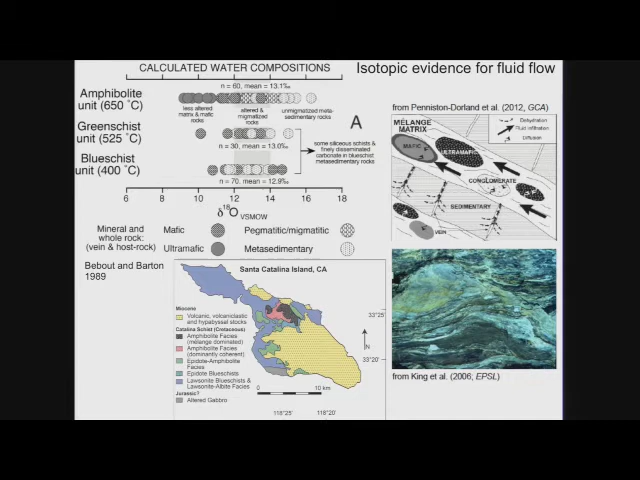 CALCULATED WATER COMPOSITIONS
Isotopic evidence for fluid flow
n = 60, mean = 13.1‰
Amphibolite
unit (650 ˚C)
less altered
matrix & mafic
rocks
altered &
migmatized
rocks
unmigmatized meta-
sedimentary rocks
A
Greenschist
unit (525 ˚C)
n = 30, mean = 13.0‰
some siliceous schists &
finely disseminated
carbonate in blueschist
metasedimentary rocks
Blueschist
unit (400 ˚C)
n = 70, mean = 12.9‰
6 8 10 12 14 16 18
δ18O VSMOW
Mineral and
whole rock:
(vein & host-rock)
Mafic
Pegmatitic/migmatitic
Ultramafic
Metasedimentary
Bebout and Barton
1989
from Penniston-Dorland et al. (2012, GCA)
MÉLANGE
MATRIX
Dehydration
Fluid infiltration
Diffusion
MAFIC
ULTRAMAFIC
CONGLOMERATE
SEDIMENTARY
VEIN
Santa Catalina Island, CA
Miocene
Volcanic, volcaniclastic
and hypabyssal stocks
Catalina Schist (Cretaceous)
Amphibolite Facies
(mélange dominated)
Amphibolite Facies
(dominantly coherent)
Epidote-Amphibolite
Facies
Epidote Blueschists
Lawsonite Blueschists &
Lawsonite-Albite Facies
Jurassic?
Altered Gabbro
33°25'
N
33°20'
0 10 km
118°25' 118°20'
from King et al. (2006; EPSL)